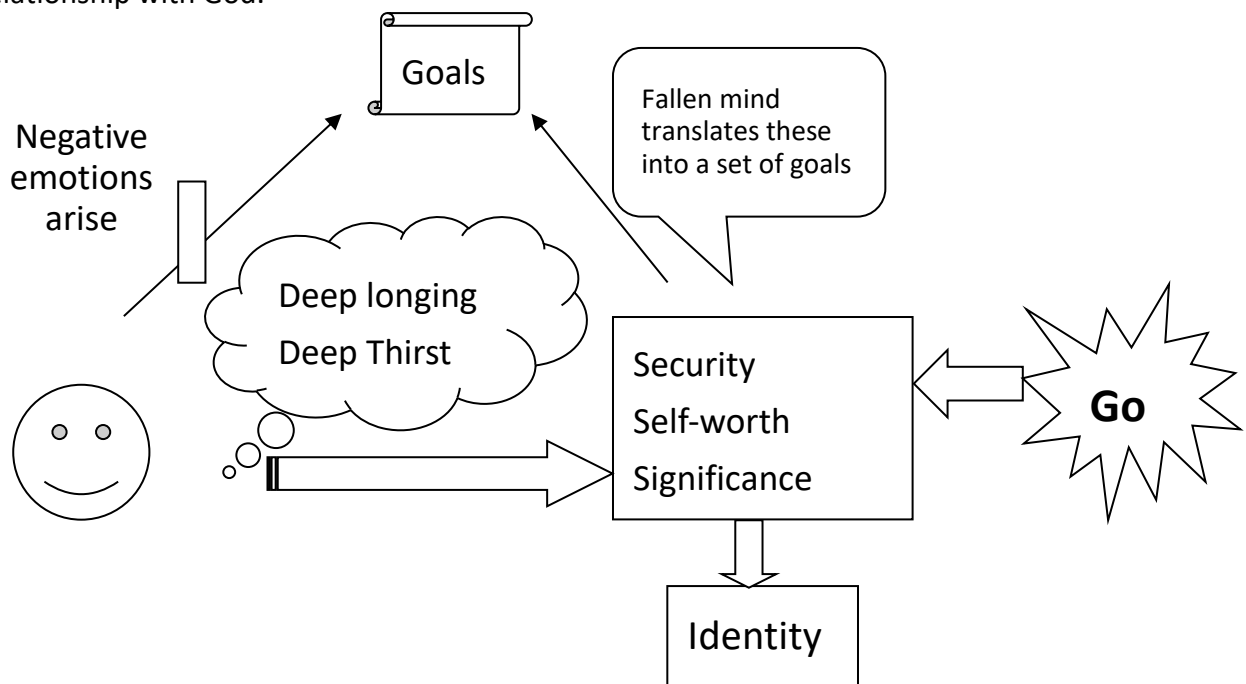 relationship with God.
Goals
Fallen mind
translates these
into a set of goals
Negative
emotions
arise
Deep longing
Deep Thirst
Security
Self-worth
Significance
Go
Identity